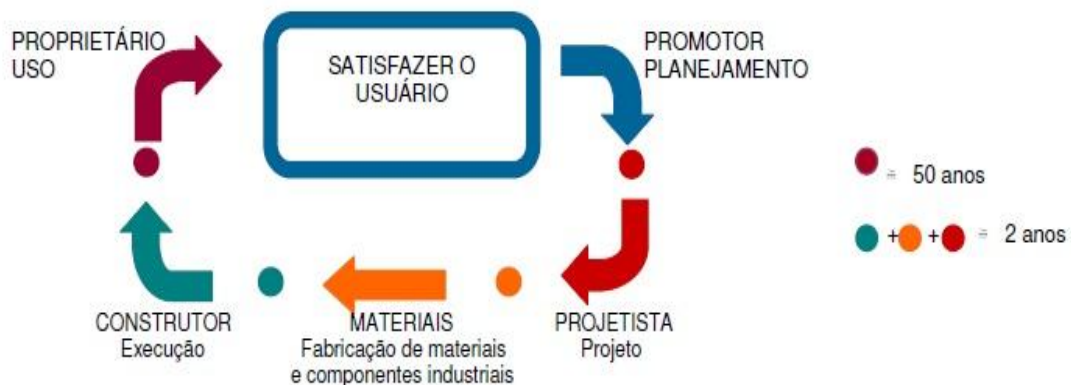 PROPRIETÁRIO
USO
SATISFAZER O
USUÁRIO
PROMOTOR
PLANEJAMENTO
= 50 anos
+ + = 2 anos
CONSTRUTOR
Execução
MATERIAIS
Fabricação de materiais
e componentes industriais
PROJETISTA
Projeto